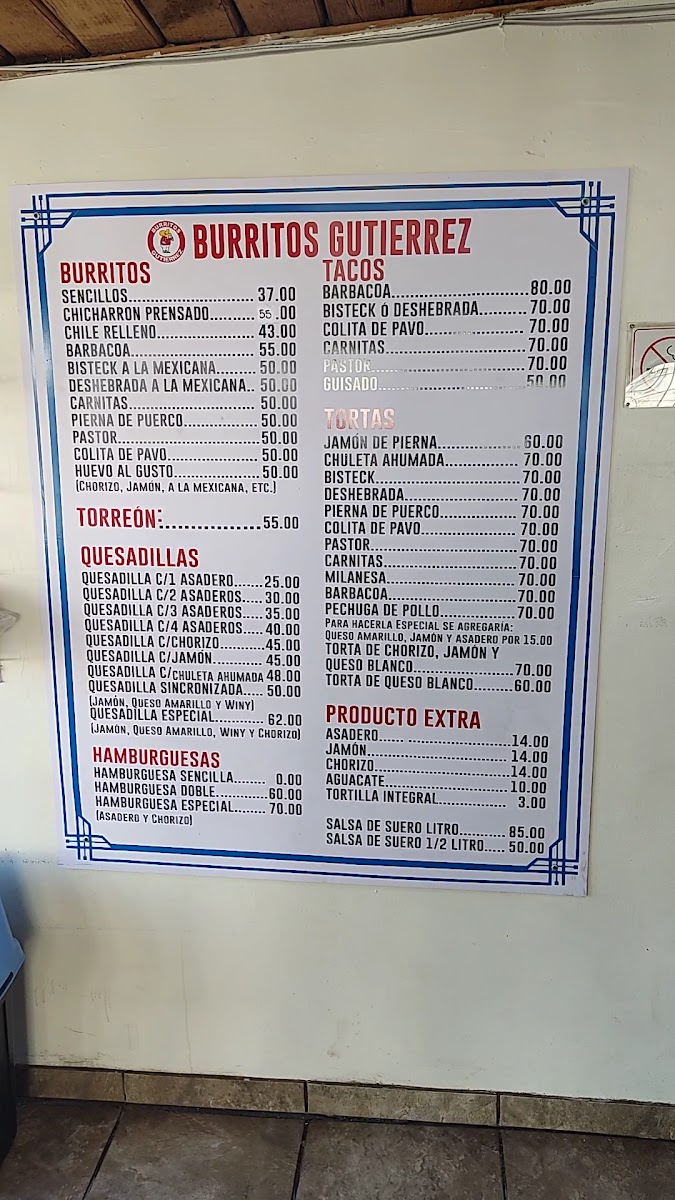 BURRITOS GUTIERREZ
BURRITOS GUTIERREZ
BURRITOS
SENCILLOS.......................... 37.00
CHICHARRON PRENSADO.......... 55 .00
CHILE RELLENO.................... 43.00
BARBACOA.......................... 55.00
BISTECK A LA MEXICANA......... 50.00
DESHEBRADA A LA MEXICANA.. 50.00
CARNITAS........................... 50.00
PIERNA DE PUERCO............... 50.00
PASTOR..............................50.00
COLITA DE PAVO................... 50.00
HUEVO AL GUSTO..................50.00
(CHORIZO, JAMÓN, A LA MEXICANA, ETC.)
TORREÓN:..................55.00
QUESADILLAS
QUESADILLA C/1 ASADERO......25.00
QUESADILLA C/2 ASADEROS..... 30.00
QUESADILLA C/3 ASADEROS..... 35.00
QUESADILLA C/4 ASADEROS..... 40.00
QUESADILLA C/CHORIZO..........45.00
QUESADILLA C/JAMÓN............ 45.00
QUESADILLA C/CHULETA AHUMADA 48.00
QUESADILLA SINCRONIZADA..... 50.00
(JAMÓN, QUESO AMARILLO Y WINY)
QUESADILLA ESPECIAL............ 62.00
(JAMON, QUESO AMARILLO, WINY Y CHORIZO)
HAMBURGUESAS
HAMBURGUESA SENCILLA........ 0.00
HAMBURGUESA DOBLE.............60.00
HAMBURGUESA ESPECIAL........ 70.00
(ASADERO Y CHORIZO)
TACOS
BARBACOA.............................80.00
BISTECK Ó DESHEBRADA..........70.00
COLITA DE PAVO......................70.00
CARNITAS..............................70.00
PASTOR.................................70.00
GUISADO................................50.00
TORTAS
JAMÓN DE PIERNA..................60.00
CHULETA AHUMADA................ 70.00
BISTECK...............................70.00
DESHEBRADA........................ 70.00
PIERNA DE PUERCO................ 70.00
COLITA DE PAVO.................... 70.00
PASTOR................................70.00
CARNITAS.............................70.00
MILANESA............................70.00
BARBACOA............................70.00
PECHUGA DE POLLO................70.00
PARA HACERLA ESPECIAL SE AGREGARÍA:
QUESO AMARILLO, JAMÓN Y ASADERO POR 15.00
TORTA DE CHORIZO, JAMÓN Y
QUESO BLANCO......................70.00
TORTA DE QUESO BLANCO........60.00
PRODUCTO EXTRA
ASADERO.............................14.00
JAMÓN................................ 14.00
CHORIZO..............................14.00
AGUACATE............................10.00
TORTILLA INTEGRAL............... 3.00
SALSA DE SUERO LITRO........... 85.00
SALSA DE SUERO 1/2 LITRO..... 50.00